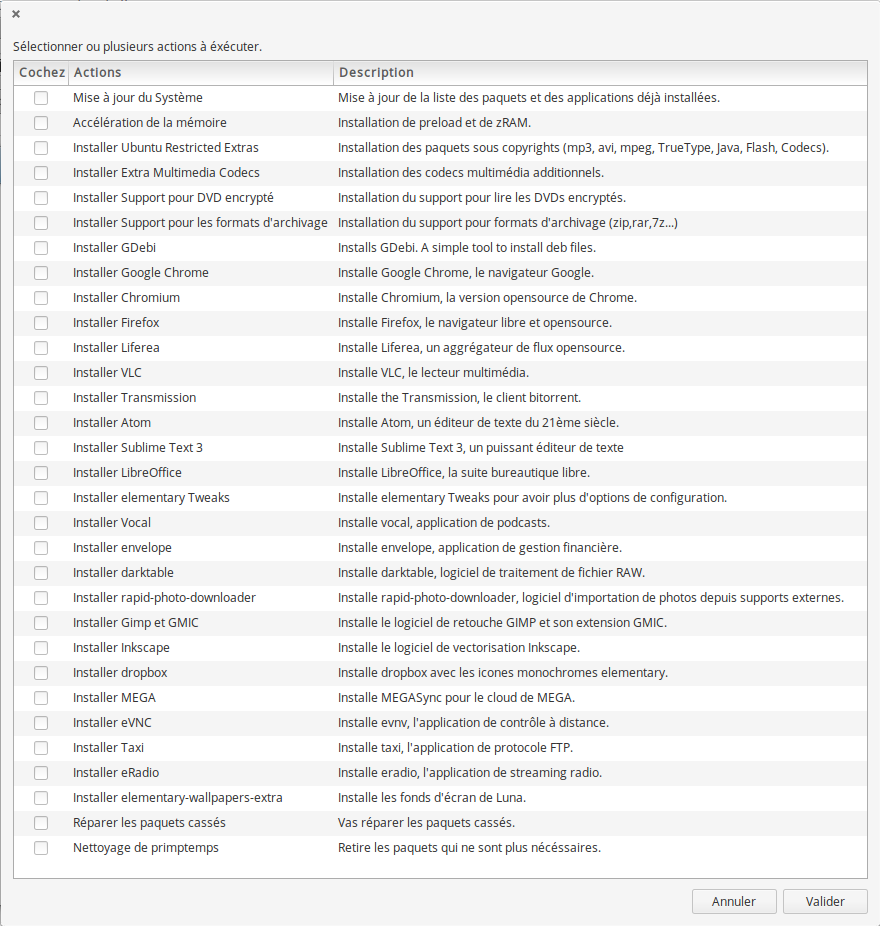 Sélectionner ou plusieurs actions à éxécuter.
Cochez Actions Description
Mise à jour du Système Mise à jour de la liste des paquets et des applications déjà installées.
Accélération de la mémoire Installation de preload et de zRAM.
Installer Ubuntu Restricted Extras Installation des paquets sous copyrights (mp3, avi, mpeg, TrueType, Java, Flash, Codecs).
Installer Extra Multimedia Codecs Installation des codecs multimédia additionnels.
Installer Support pour DVD encrypté Installation du support pour lire les DVDs encryptés.
Installer Support pour les formats d'archivage Installation du support pour formats d'archivage (zip,rar,7z...)
Installer GDebi Installs GDebi. A simple tool to install deb files.
Installer Google Chrome Installe Google Chrome, le navigateur Google.
Installer Chromium Installe Chromium, la version opensource de Chrome.
Installer Firefox Installe Firefox, le navigateur libre et opensource.
Installer Liferea Installe Liferea, un aggrégateur de flux opensource.
Installer VLC Installe VLC, le lecteur multimédia.
Installer Transmission Installe the Transmission, le client bitorrent.
Installer Atom Installe Atom, un éditeur de texte du 21ème siècle.
Installer Sublime Text 3 Installe Sublime Text 3, un puissant éditeur de texte
Installer LibreOffice Installe LibreOffice, la suite bureautique libre.
Installer elementary Tweaks Installe elementary Tweaks pour avoir plus d'options de configuration.
Installer Vocal Installe vocal, application de podcasts.
Installer envelope Installe envelope, application de gestion financière.
Installer darktable Installe darktable, logiciel de traitement de fichier RAW.
Installer rapid-photo-downloader Installe rapid-photo-downloader, logiciel d'importation de photos depuis supports externes.
Installer Gimp et GMIC Installe le logiciel de retouche GIMP et son extension GMIC.
Installer Inkscape Installe le logiciel de vectorisation Inkscape.
Installer dropbox Installe dropbox avec les icones monochromes elementary.
Installer MEGA Installe MEGASync pour le cloud de MEGA.
Installer eVNC Installe evnv, l'application de contrôle à distance.
Installer Taxi Installe taxi, l'application de protocole FTP.
Installer eRadio Installe eradio, l'application de streaming radio.
Installer elementary-wallpapers-extra Installe les fonds d'écran de Luna.
Réparer les paquets cassés Vas réparer les paquets cassés.
Nettoyage de primptemps Retire les paquets qui ne sont plus nécéssaires.
Annuler Valider